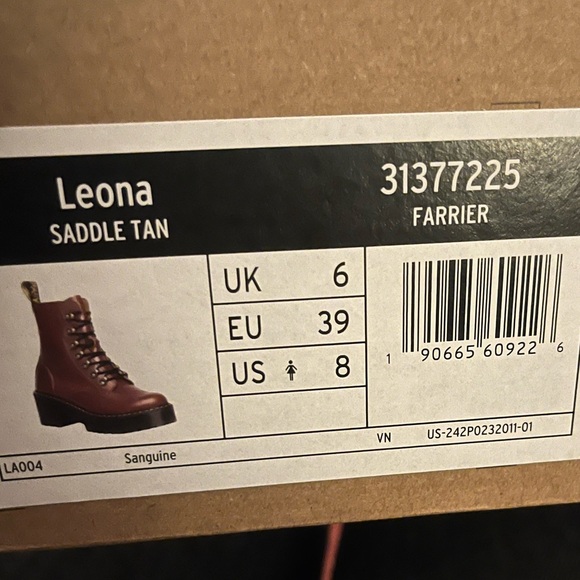 Leona
SADDLE TAN
31377225
FARRIER
UK 6
EU 39
US 8
1 90665 60922 6
VN US-242P0232011-01
LA004 Sanguine